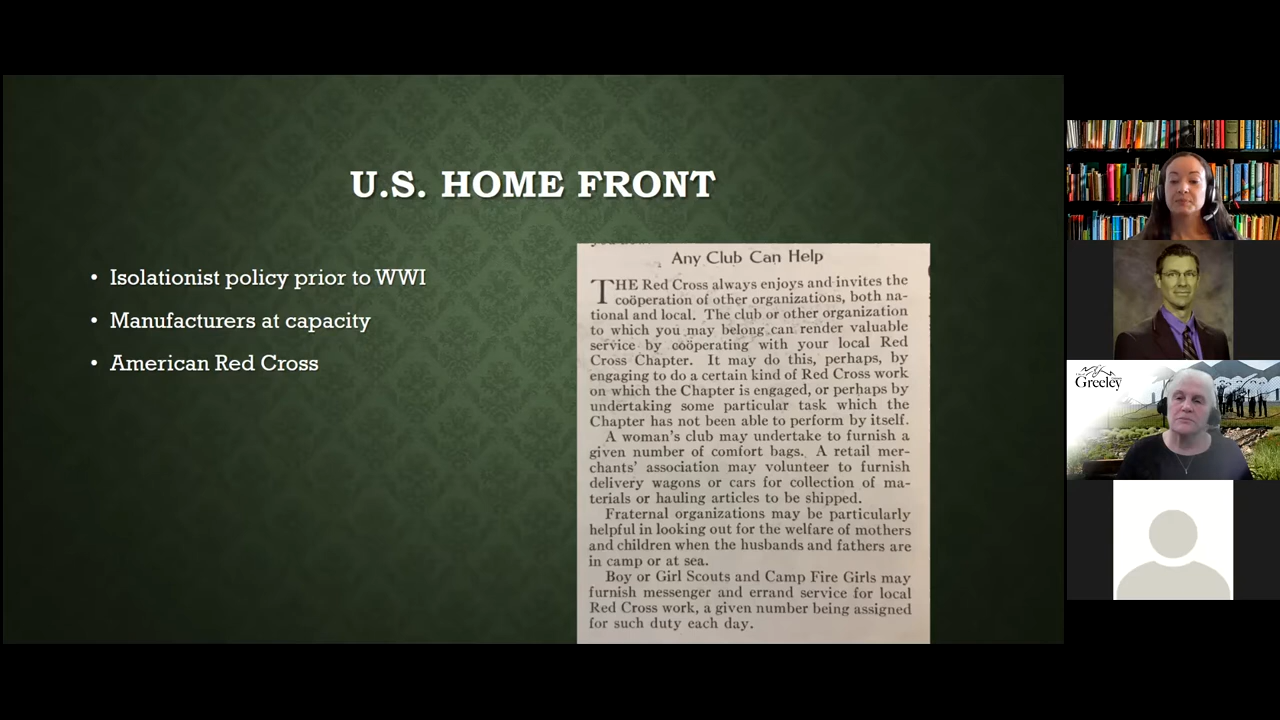 U.S. HOME FRONT
• Isolationist policy prior to WWI
• Manufacturers at capacity
• American Red Cross
Any Club Can Help
THE Red Cross always enjoys and invites the
coöperation of other organizations, both na-
tional and local. The club or other organization
to which you may belong can render valuable
service by coöperating with your local Red
Cross Chapter. It may do this, perhaps, by
engaging to do a certain kind of Red Cross work
on which the Chapter is engaged, or perhaps by
undertaking some particular task which the
Chapter has not been able to perform by itself.
A woman's club may undertake to furnish a
given number of comfort bags. A retail mer-
chants' association may volunteer to furnish
delivery wagons or cars for collection of ma-
terials or hauling articles to be shipped.
Fraternal organizations may be particularly
helpful in looking out for the welfare of mothers
and children when the husbands and fathers are
in camp or at sea.
Boy or Girl Scouts and Camp Fire Girls may
furnish messenger and errand service for local
Red Cross work, a given number being assigned
for such duty each day.
Greeley